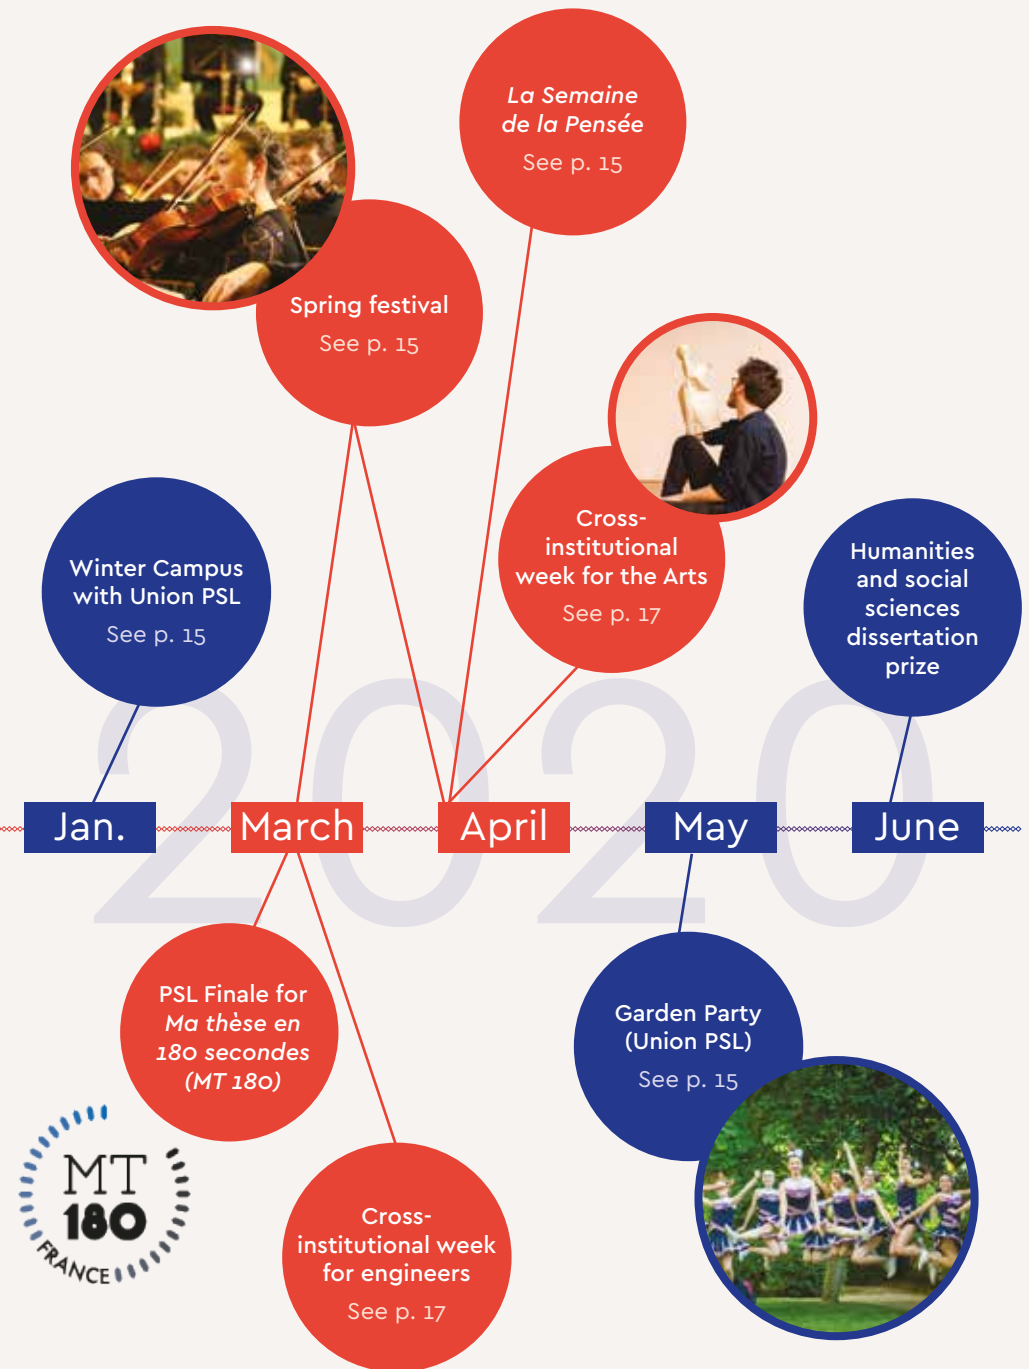 La Semaine
de la Pensée
See p. 15
Spring festival
See p. 15
Cross-
institutional
week for the Arts
See p. 17
Winter Campus
with Union PSL
See p. 15
Humanities
and social
sciences
dissertation
prize
2020
Jan.
March
April
May
June
PSL Finale for
Ma thèse en
180 secondes
(MT 180)
Garden Party
(Union PSL)
See p. 15
MT
180
FRANCE
Cross-
institutional week
for engineers
See p. 17